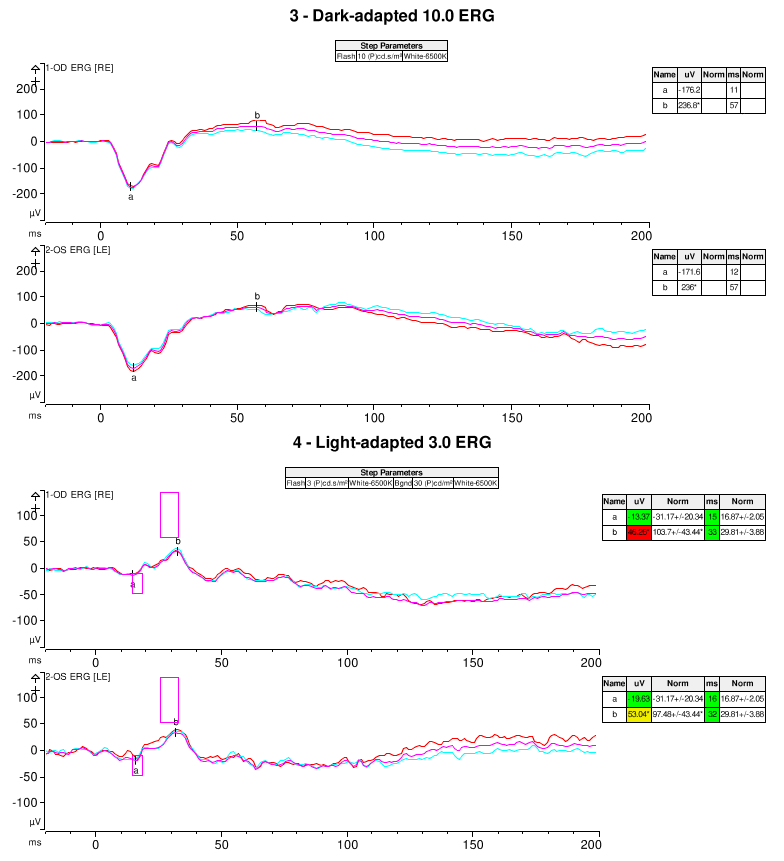 3 - Dark-adapted 10.0 ERG
Step Parameters
Flash 10 (P)cd.s/m² White-6500K
1-OD ERG [RE]
200
100
0
-100
-200
µV
ms
0 50 100 150 200
a
b
Name uV Norm ms Norm
a -176.2 11
b 236.8* 57
2-OS ERG [LE]
200
100
0
-100
-200
µV
ms
0 50 100 150 200
a
b
Name uV Norm ms Norm
a -171.6 12
b 236* 57
4 - Light-adapted 3.0 ERG
Step Parameters
Flash 3 (P)cd.s/m² White-6500K Bgnd 30 (P)cd/m² White-6500K
1-OD ERG [RE]
100
50
0
-50
-100
µV
ms
0 50 100 150 200
a
b
Name uV Norm ms Norm
a -13.37 -31.17+/-20.34 15 16.87+/-2.05
b 103.7+/-43.44* 33 29.81+/-3.88
2-OS ERG [LE]
100
50
0
-50
-100
µV
ms
0 50 100 150 200
a
b
Name uV Norm ms Norm
a -19.63 -31.17+/-20.34 16 16.87+/-2.05
b 53.04* 97.48+/-43.44* 32 29.81+/-3.88